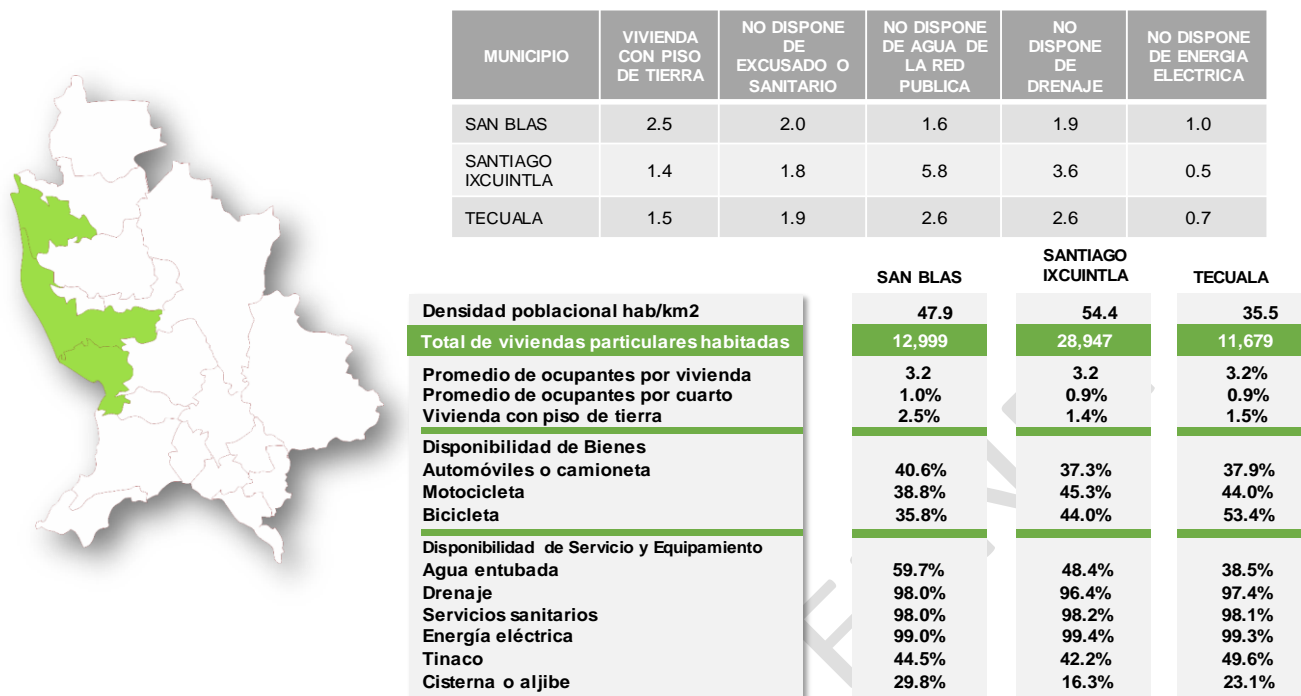 MUNICIPIO
VIVIENDA
CON PISO
DE TIERRA
NO DISPONE
DE
EXCUSADO O
SANITARIO
NO DISPONE
DE AGUA DE
LA RED
PUBLICA
NO
DISPONE
DE
DRENAJE
NO DISPONE
DE ENERGIA
ELECTRICA
SAN BLAS 2.5 2.0 1.6 1.9 1.0
SANTIAGO
IXCUINTLA 1.4 1.8 5.8 3.6 0.5
TECUALA 1.5 1.9 2.6 2.6 0.7
SAN BLAS
SANTIAGO
IXCUINTLA
TECUALA
Densidad poblacional hab/km2 47.9 54.4 35.5
Total de viviendas particulares habitadas 12,999 28,947 11,679
Promedio de ocupantes por vivienda 3.2 3.2 3.2%
Promedio de ocupantes por cuarto 1.0% 0.9% 0.9%
Vivienda con piso de tierra 2.5% 1.4% 1.5%
Disponibilidad de Bienes
Automóviles o camioneta 40.6% 37.3% 37.9%
Motocicleta 38.8% 45.3% 44.0%
Bicicleta 35.8% 44.0% 53.4%
Disponibilidad de Servicio y Equipamiento
Agua entubada 59.7% 48.4% 38.5%
Drenaje 98.0% 96.4% 97.4%
Servicios sanitarios 98.0% 98.2% 98.1%
Energía eléctrica 99.0% 99.4% 99.3%
Tinaco 44.5% 42.2% 49.6%
Cisterna o aljibe 29.8% 16.3% 23.1%